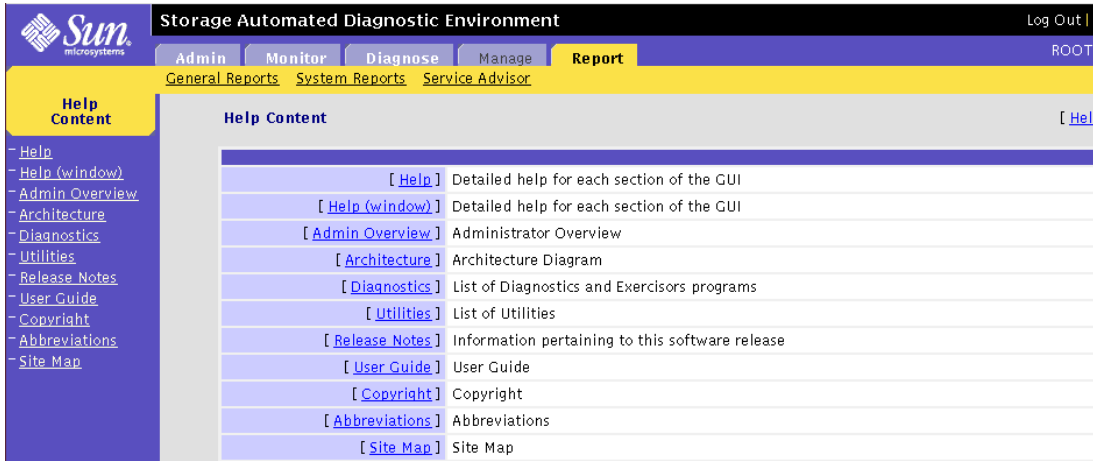 Sun
microsystems
Storage Automated Diagnostic Environment
Log Out |
Admin Monitor Diagnose Manage Report
ROOT
General Reports System Reports Service Advisor
Help
Content
Help Content
[ Hel
- Help
- Help (window)
- Admin Overview
- Architecture
- Diagnostics
- Utilities
- Release Notes
- User Guide
- Copyright
- Abbreviations
- Site Map
[ Help ] Detailed help for each section of the GUI
[ Help (window) ] Detailed help for each section of the GUI
[ Admin Overview ] Administrator Overview
[ Architecture ] Architecture Diagram
[ Diagnostics ] List of Diagnostics and Exercisors programs
[ Utilities ] List of Utilities
[ Release Notes ] Information pertaining to this software release
[ User Guide ] User Guide
[ Copyright ] Copyright
[ Abbreviations ] Abbreviations
[ Site Map ] Site Map